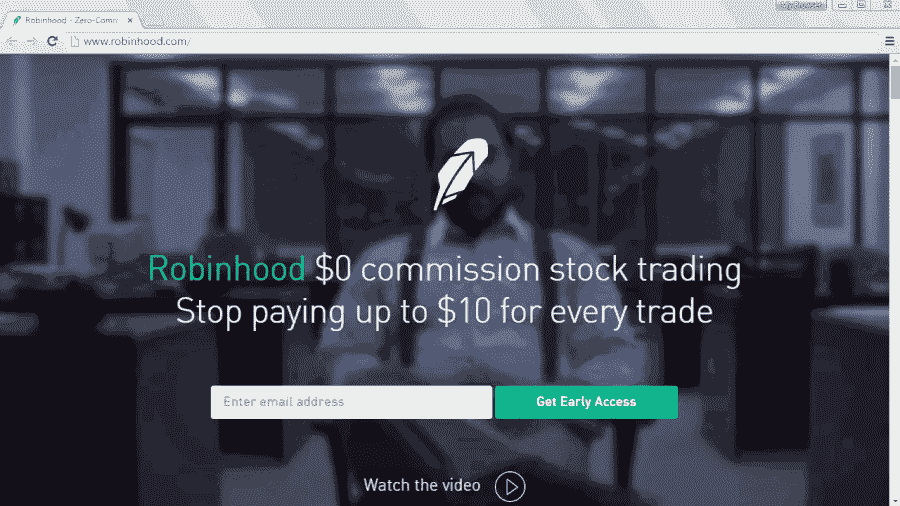 Robinhood - Zero-Comm
www.robinhood.com/
Robinhood $0 commission stock trading
Stop paying up to $10 for every trade
Enter email address
Get Early Access
Watch the video